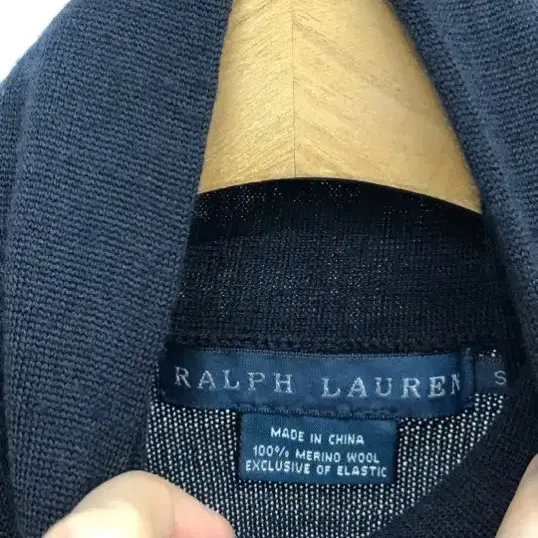 RALPH LAUREN
S
MADE IN CHINA
100% MERINO WOOL
EXCLUSIVE OF ELASTIC